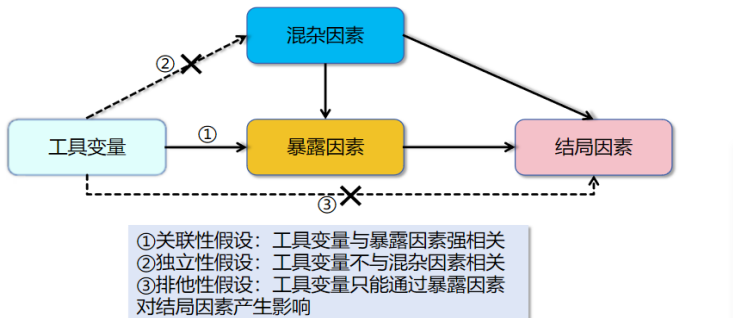 混杂因素
②
工具变量
①
暴露因素
结局因素
③
①关联性假设：工具变量与暴露因素强相关
②独立性假设：工具变量不与混杂因素相关
③排他性假设：工具变量只能通过暴露因素
对结局因素产生影响